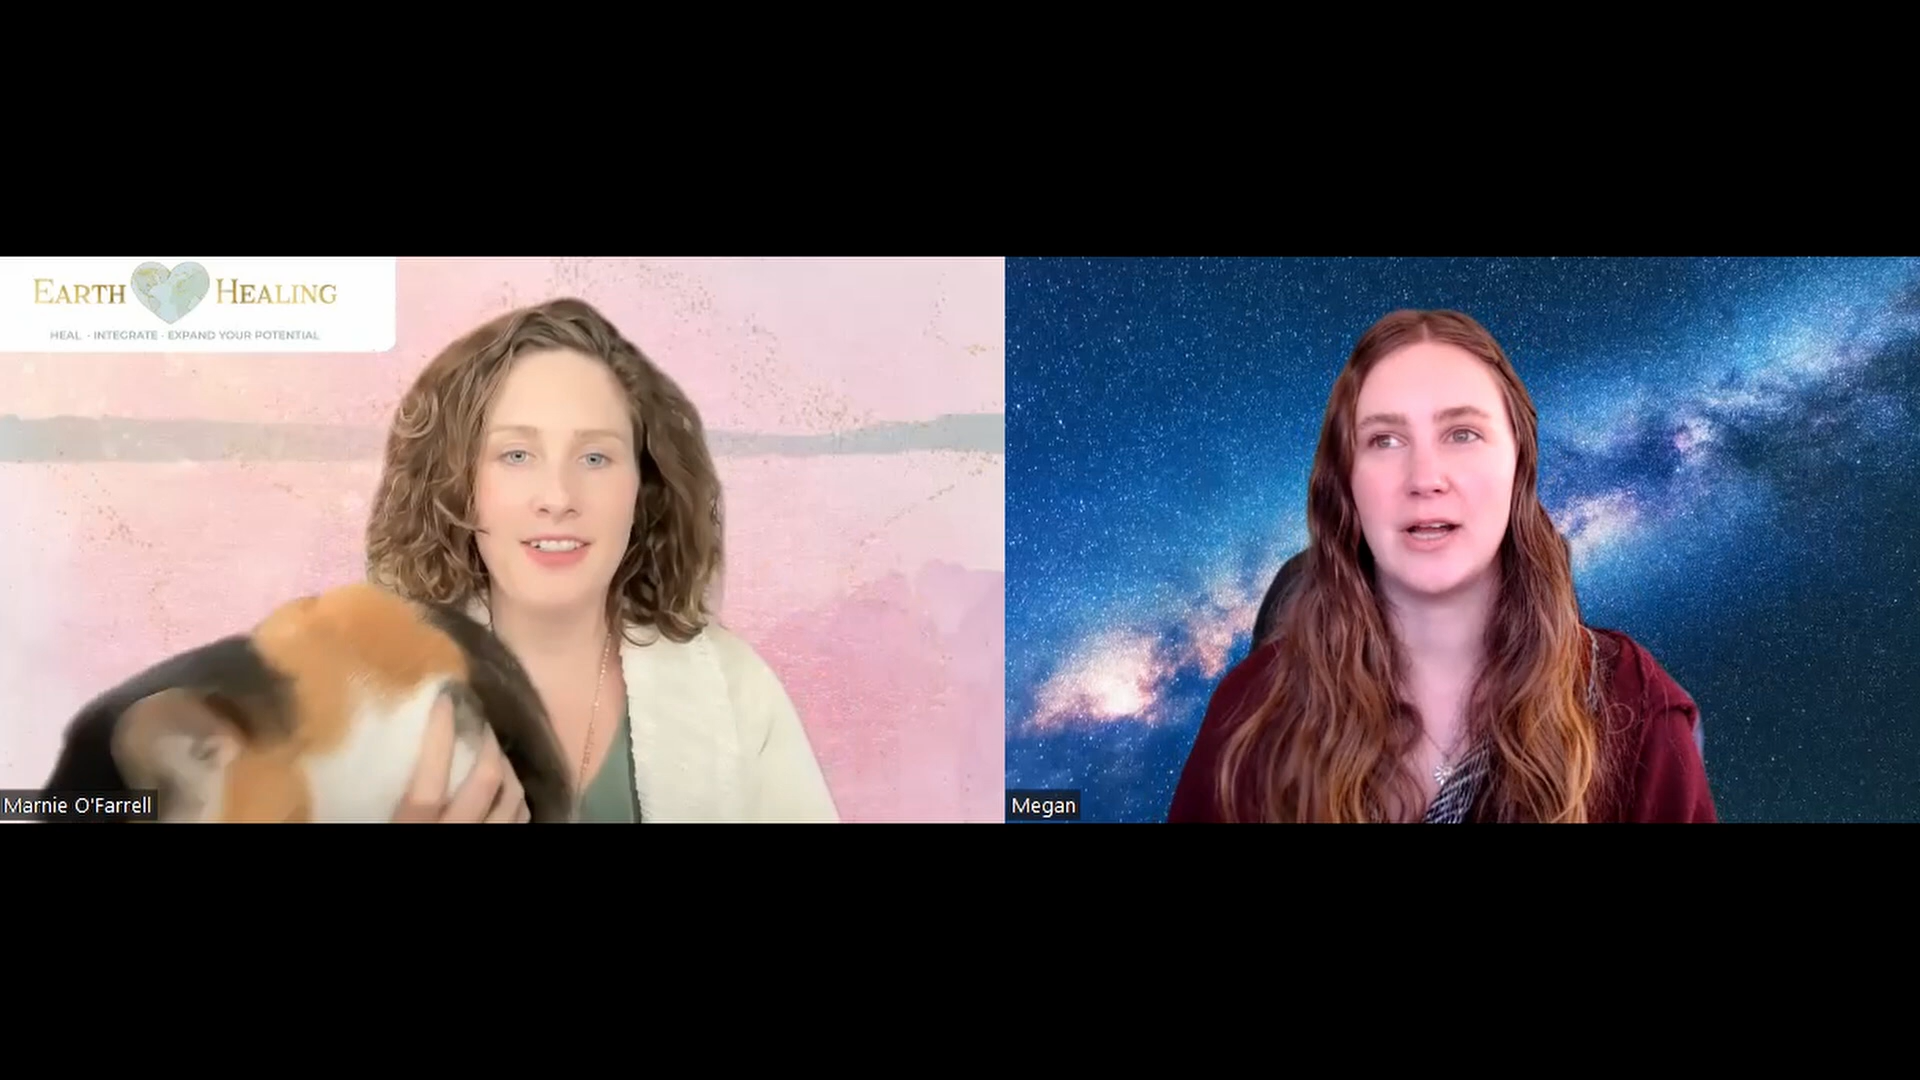 EARTH HEALING
HEAL · INTEGRATE · EXPAND YOUR POTENTIAL
Marnie O'Farrell
Megan